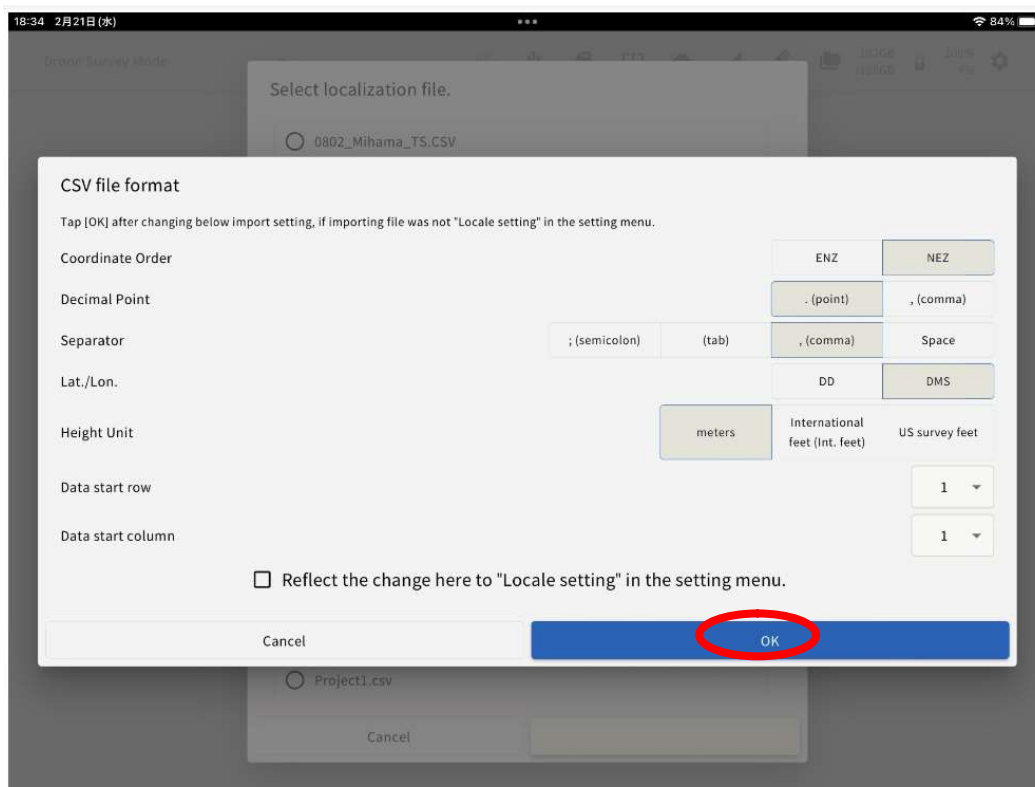 18:34 2月21日(水)
84%
Drone Survey Mode
Select localization file.
0802_Mihama_TS.CSV
CSV file format
Tap [OK] after changing below import setting, if importing file was not "Locale setting" in the setting menu.
Coordinate Order ENZ NEZ
Decimal Point . (point) , (comma)
Separator ; (semicolon) (tab) , (comma) Space
Lat./Lon. DD DMS
Height Unit meters International feet (Int. feet) US survey feet
Data start row 1
Data start column 1
Reflect the change here to "Locale setting" in the setting menu.
Cancel OK
Project1.csv
Cancel